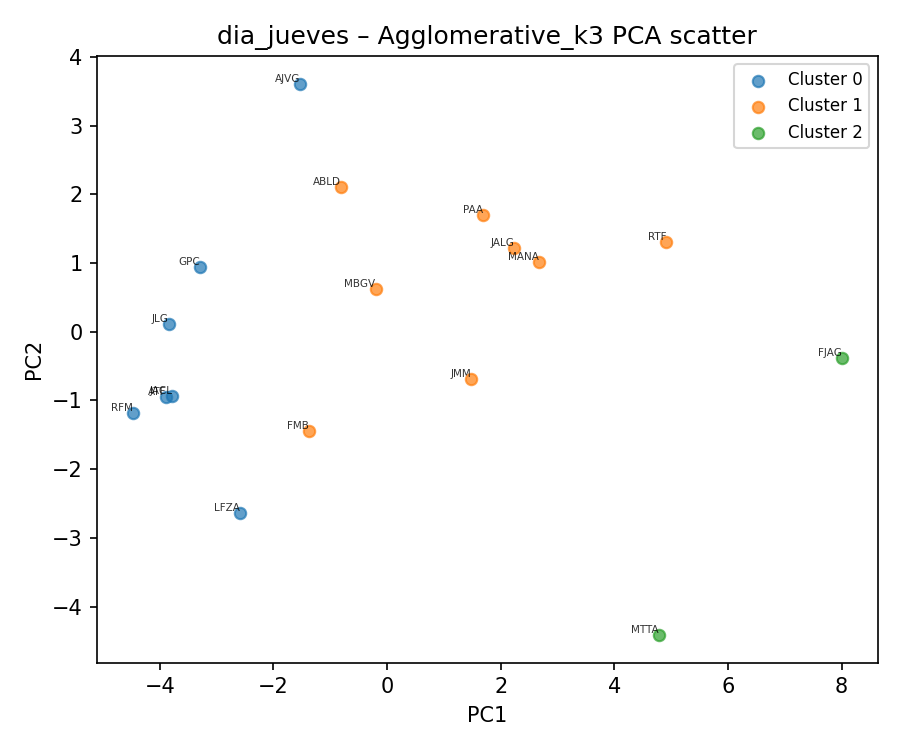 dia_jueves – Agglomerative_k3 PCA scatter
Cluster 0
Cluster 1
Cluster 2
AJVG
ABLD
PAA
JALG
MANA
RTF
GPC
MBGV
JLG
FJAG
JMM
RFM
FMB
LFZA
MTTA
4
3
2
1
0
−1
−2
−3
−4
PC2
−4
−2
0
2
4
6
8
PC1